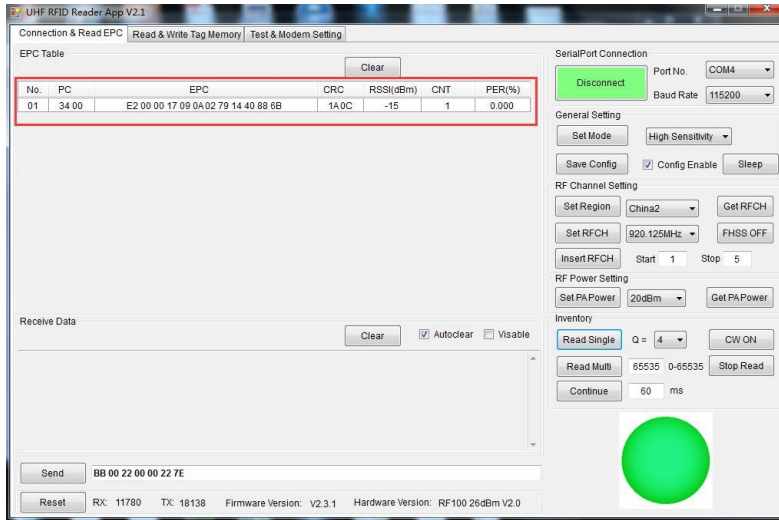 UHF RFID Reader App V2.1
Connection & Read EPC Read & Write Tag Memory Test & Modem Setting
EPC Table
Clear
No. PC EPC CRC RSSI(dBm) CNT PER(%)
01 34 00 E2 00 00 17 09 0A 02 79 14 40 88 6B 1A 0C -15 1 0.000
Receive Data
Clear Autoclear Visable
Send BB 00 22 00 00 22 7E
Reset RX: 11780 TX: 18138 Firmware Version: V2.3.1 Hardware Version: RF100 26dBm V2.0
SerialPort Connection
Disconnect
Port No. COM4
Baud Rate 115200
General Setting
Set Mode High Sensitivity
Save Config Config Enable Sleep
RF Channel Setting
Set Region China2 Get RFCH
Set RFCH 920.125MHz FHSS OFF
Insert RFCH Start 1 Stop 5
RF Power Setting
Set PA Power 20dBm Get PA Power
Inventory
Read Single Q = 4 CW ON
Read Multi 65535 0-65535 Stop Read
Continue 60 ms